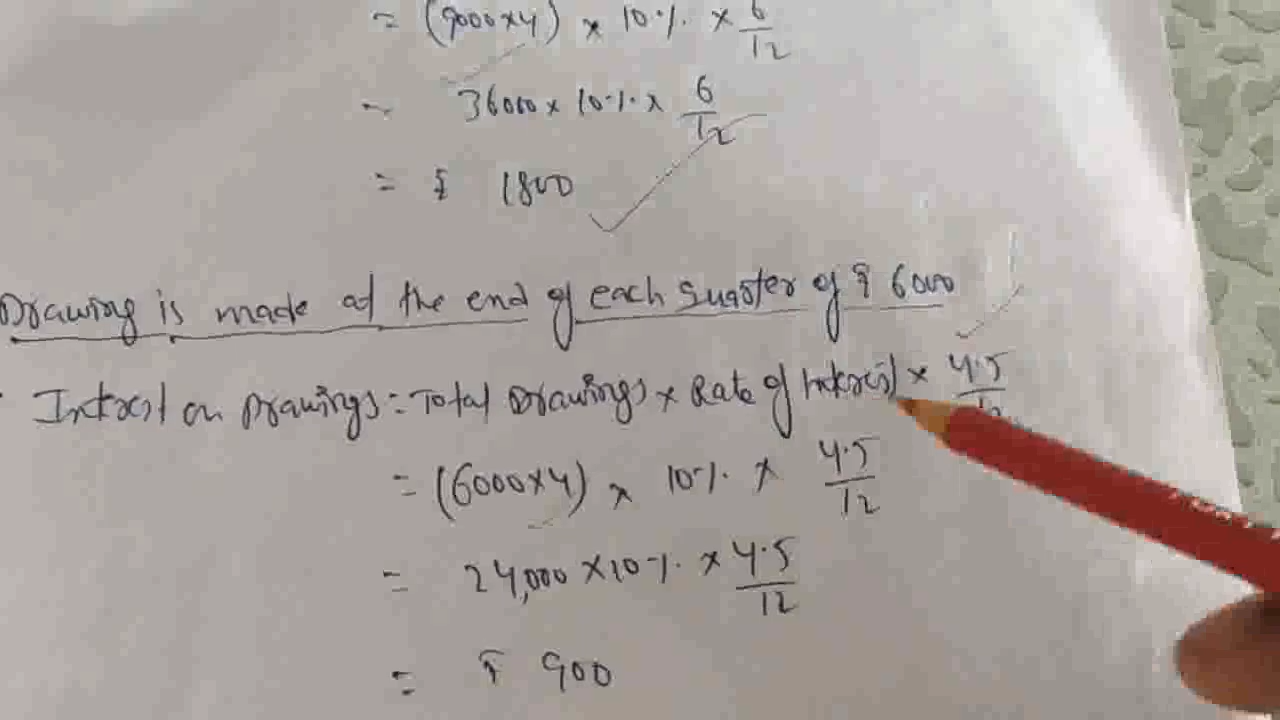 = (9000×4) × 10% × 6/12
= 36000 × 10% × 6/12
= ₹ 1800
Drawing is made at the end of each quarter of ₹ 6000
Interest on Drawings = Total Drawings × Rate of Interest × 4.5/12
= (6000×4) × 10% × 4.5/12
= 24,000 × 10% × 4.5/12
= ₹ 900